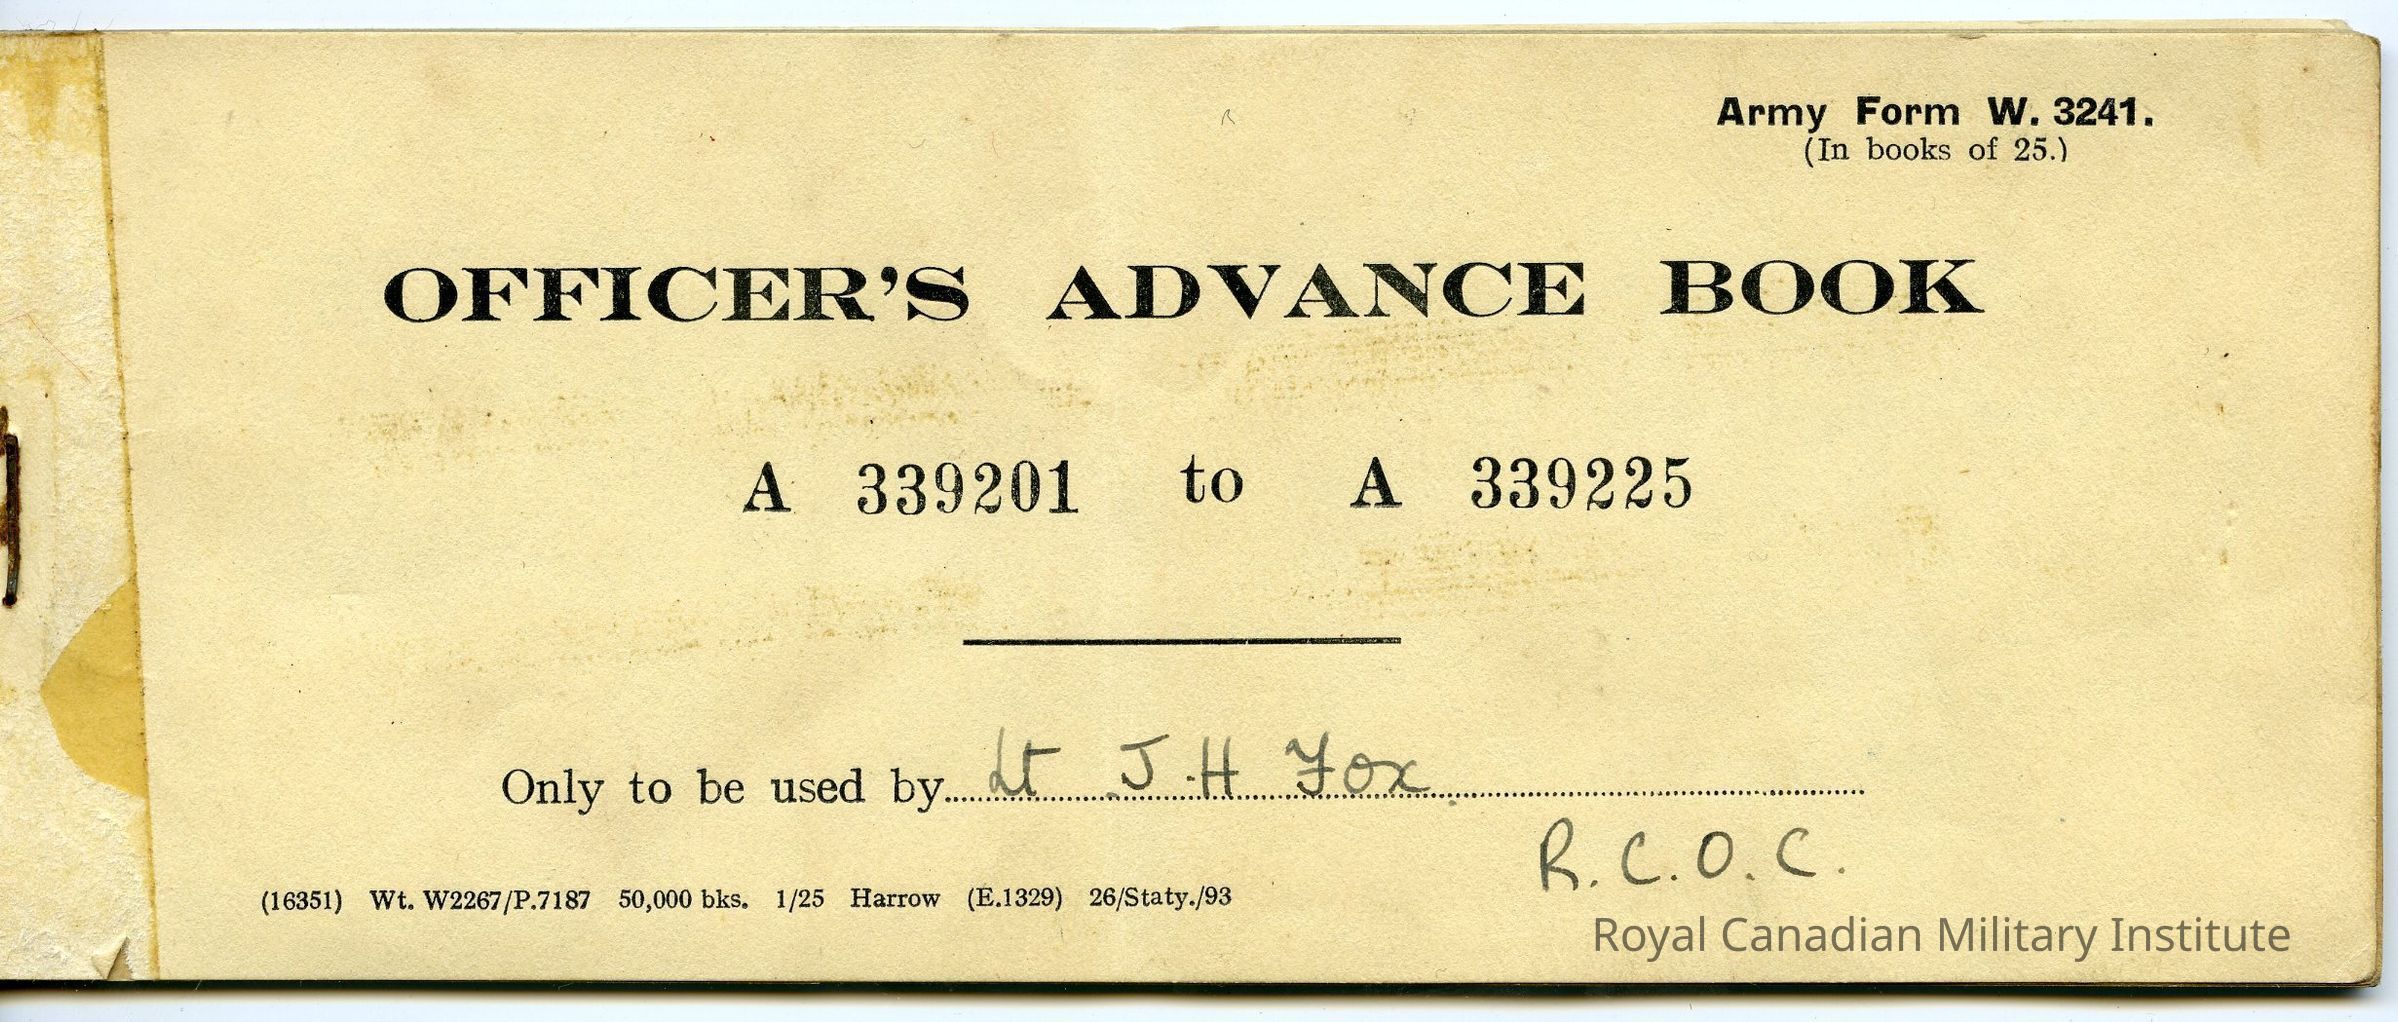 Army Form W. 3241.
(In books of 25.)
OFFICER'S ADVANCE BOOK
A 339201 to A 339225
Only to be used by Lt J.H Fox.
R.C.O.C.
(16351) Wt. W2267/P.7187 50,000 bks. 1/25 Harrow (E.1329) 26/Staty./93
Royal Canadian Military Institute